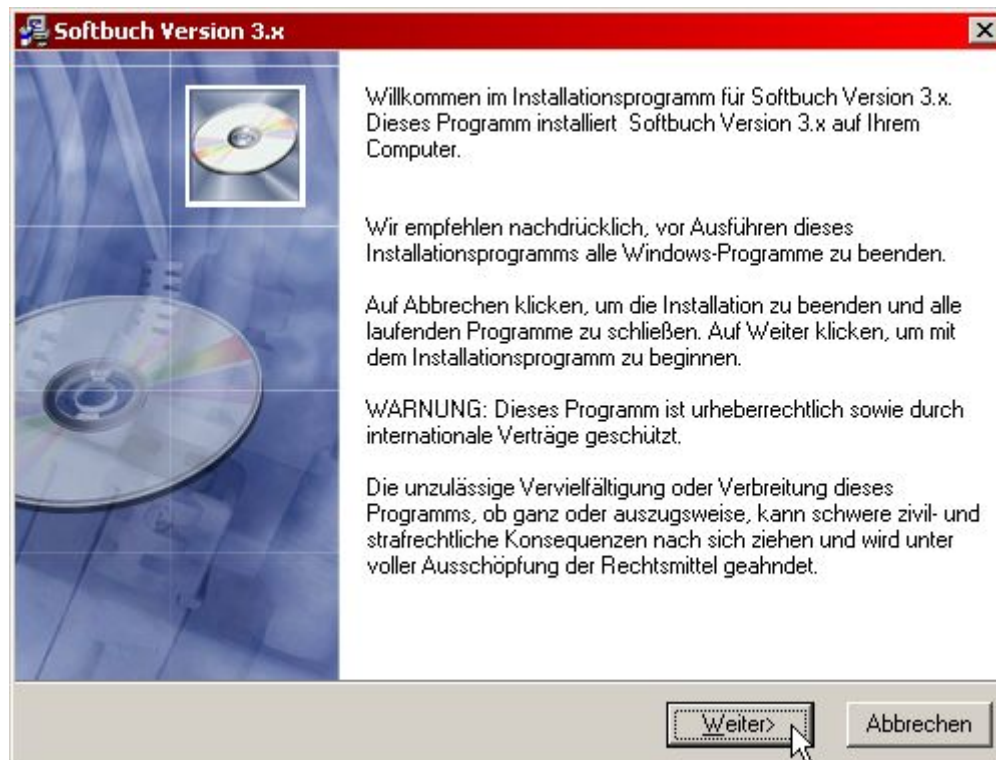 Softbuch Version 3.x
Willkommen im Installationsprogramm für Softbuch Version 3.x.
Dieses Programm installiert  Softbuch Version 3.x auf Ihrem
Computer.
Wir empfehlen nachdrücklich, vor Ausführen dieses
Installationsprogramms alle Windows-Programme zu beenden.
Auf Abbrechen klicken, um die Installation zu beenden und alle
laufenden Programme zu schließen. Auf Weiter klicken, um mit
dem Installationsprogramm zu beginnen.
WARNUNG: Dieses Programm ist urheberrechtlich sowie durch
internationale Verträge geschützt.
Die unzulässige Vervielfältigung oder Verbreitung dieses
Programms, ob ganz oder auszugsweise, kann schwere zivil- und
strafrechtliche Konsequenzen nach sich ziehen und wird unter
voller Ausschöpfung der Rechtsmittel geahndet.
Weiter> Abbrechen